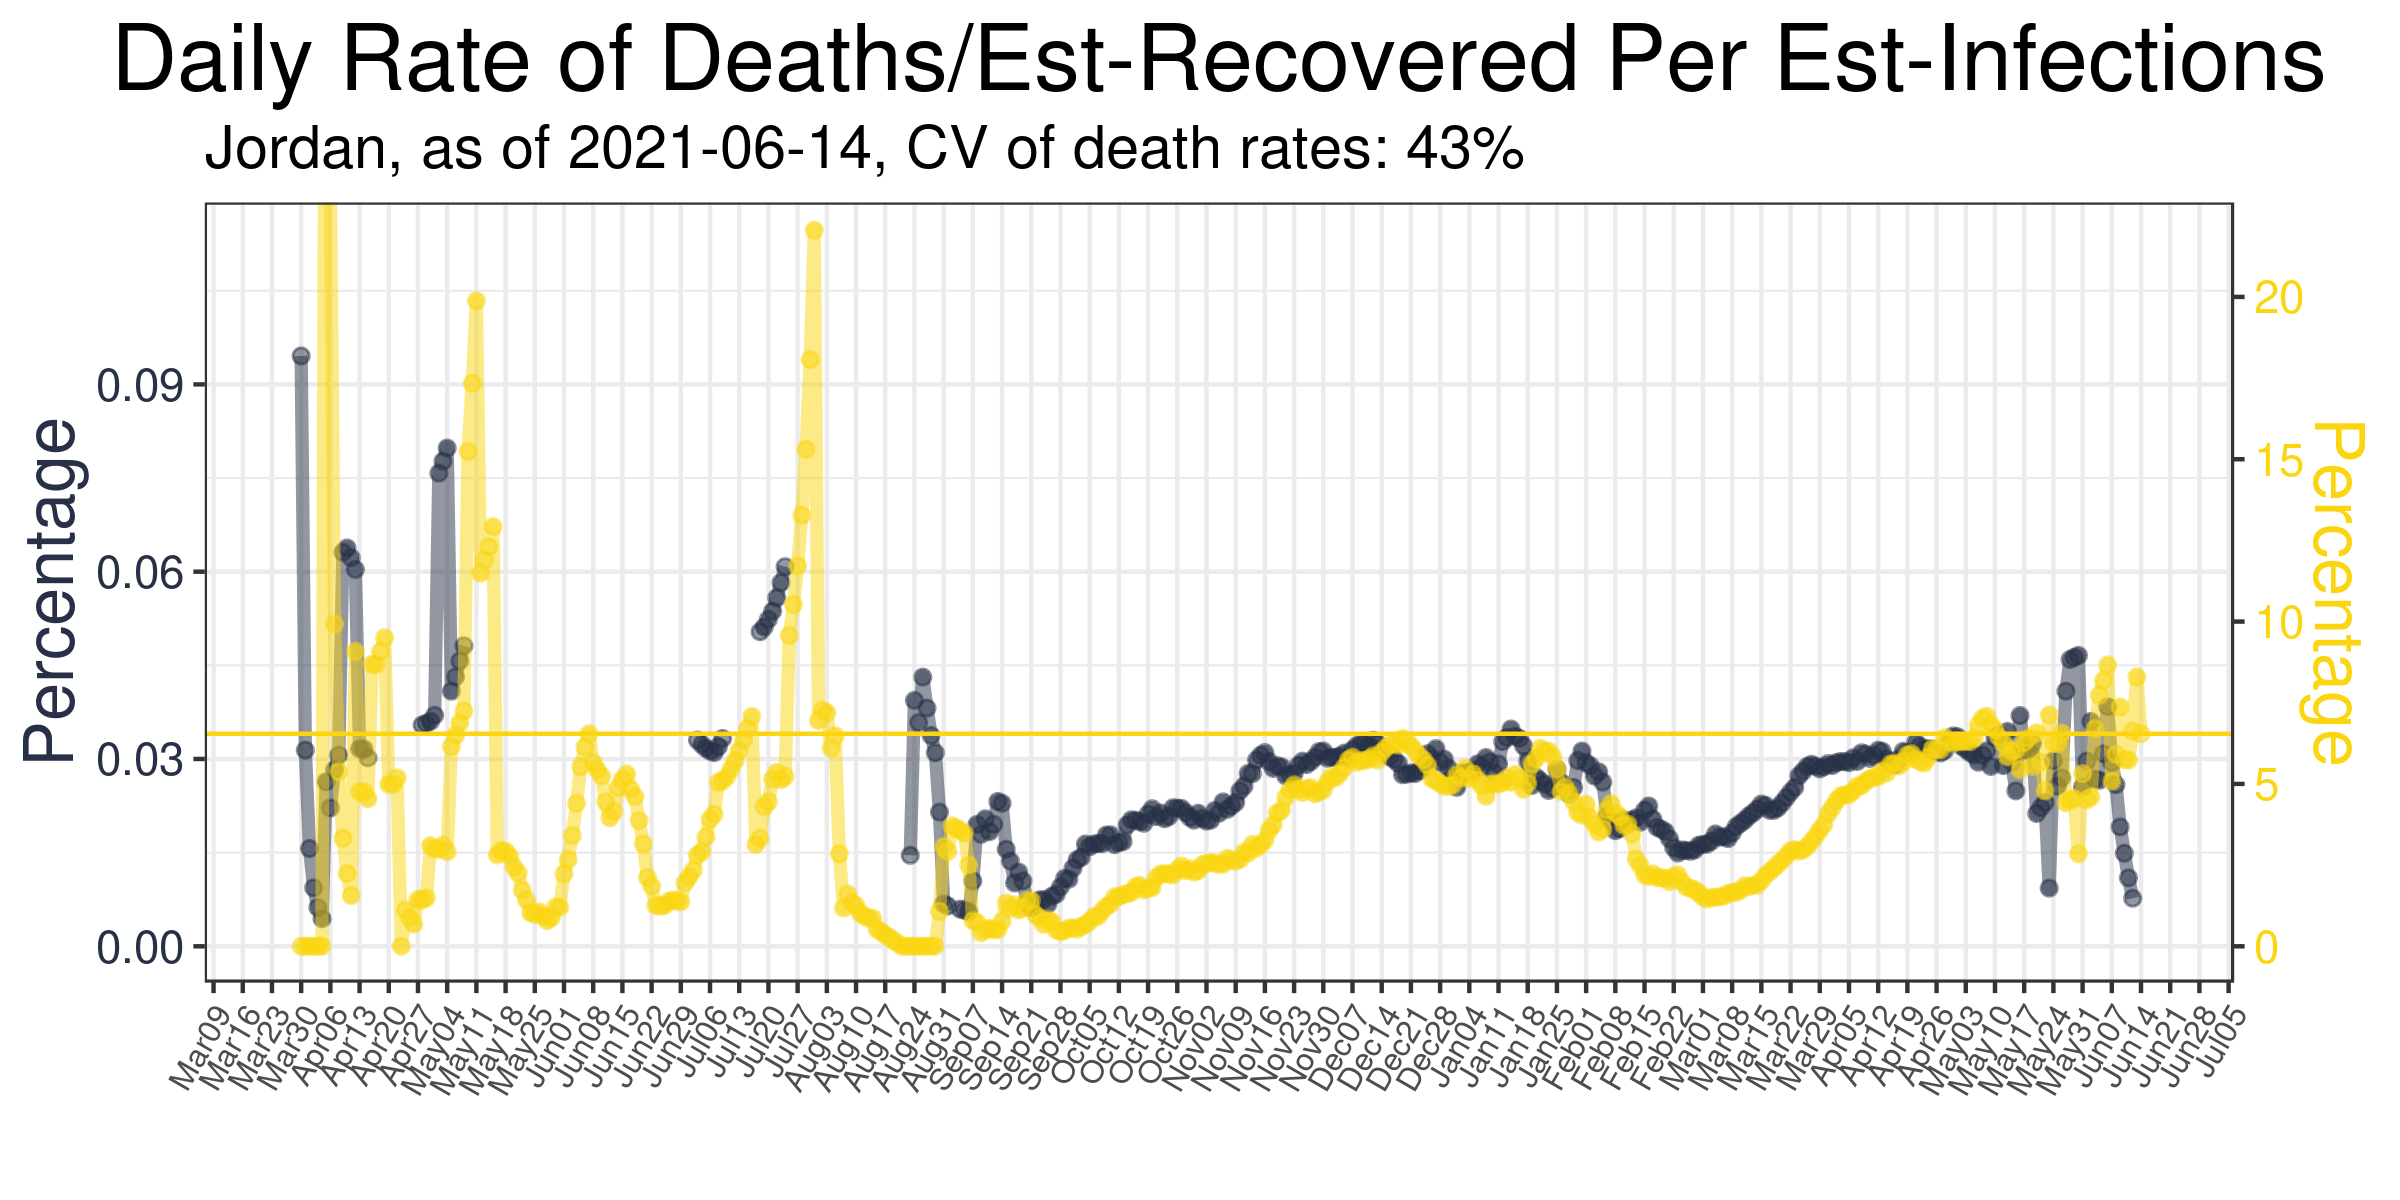 Daily Rate of Deaths/Est-Recovered Per Est-Infections
Jordan, as of 2021-06-14, CV of death rates: 43%
Percentage
0.09
0.06
0.03
0.00
20
15
10
5
0
Percentage
Mar09
Mar16
Mar23
Mar30
Apr06
Apr13
Apr20
Apr27
May04
May11
May18
May25
Jun01
Jun08
Jun15
Jun22
Jun29
Jul06
Jul13
Jul20
Jul27
Aug03
Aug10
Aug17
Aug24
Aug31
Sep07
Sep14
Sep21
Sep28
Oct05
Oct12
Oct19
Oct26
Nov02
Nov09
Nov16
Nov23
Nov30
Dec07
Dec14
Dec21
Dec28
Jan04
Jan11
Jan18
Jan25
Feb01
Feb08
Feb15
Feb22
Mar01
Mar08
Mar15
Mar22
Mar29
Apr05
Apr12
Apr19
Apr26
May03
May10
May17
May24
May31
Jun07
Jun14
Jun21
Jun28
Jul05